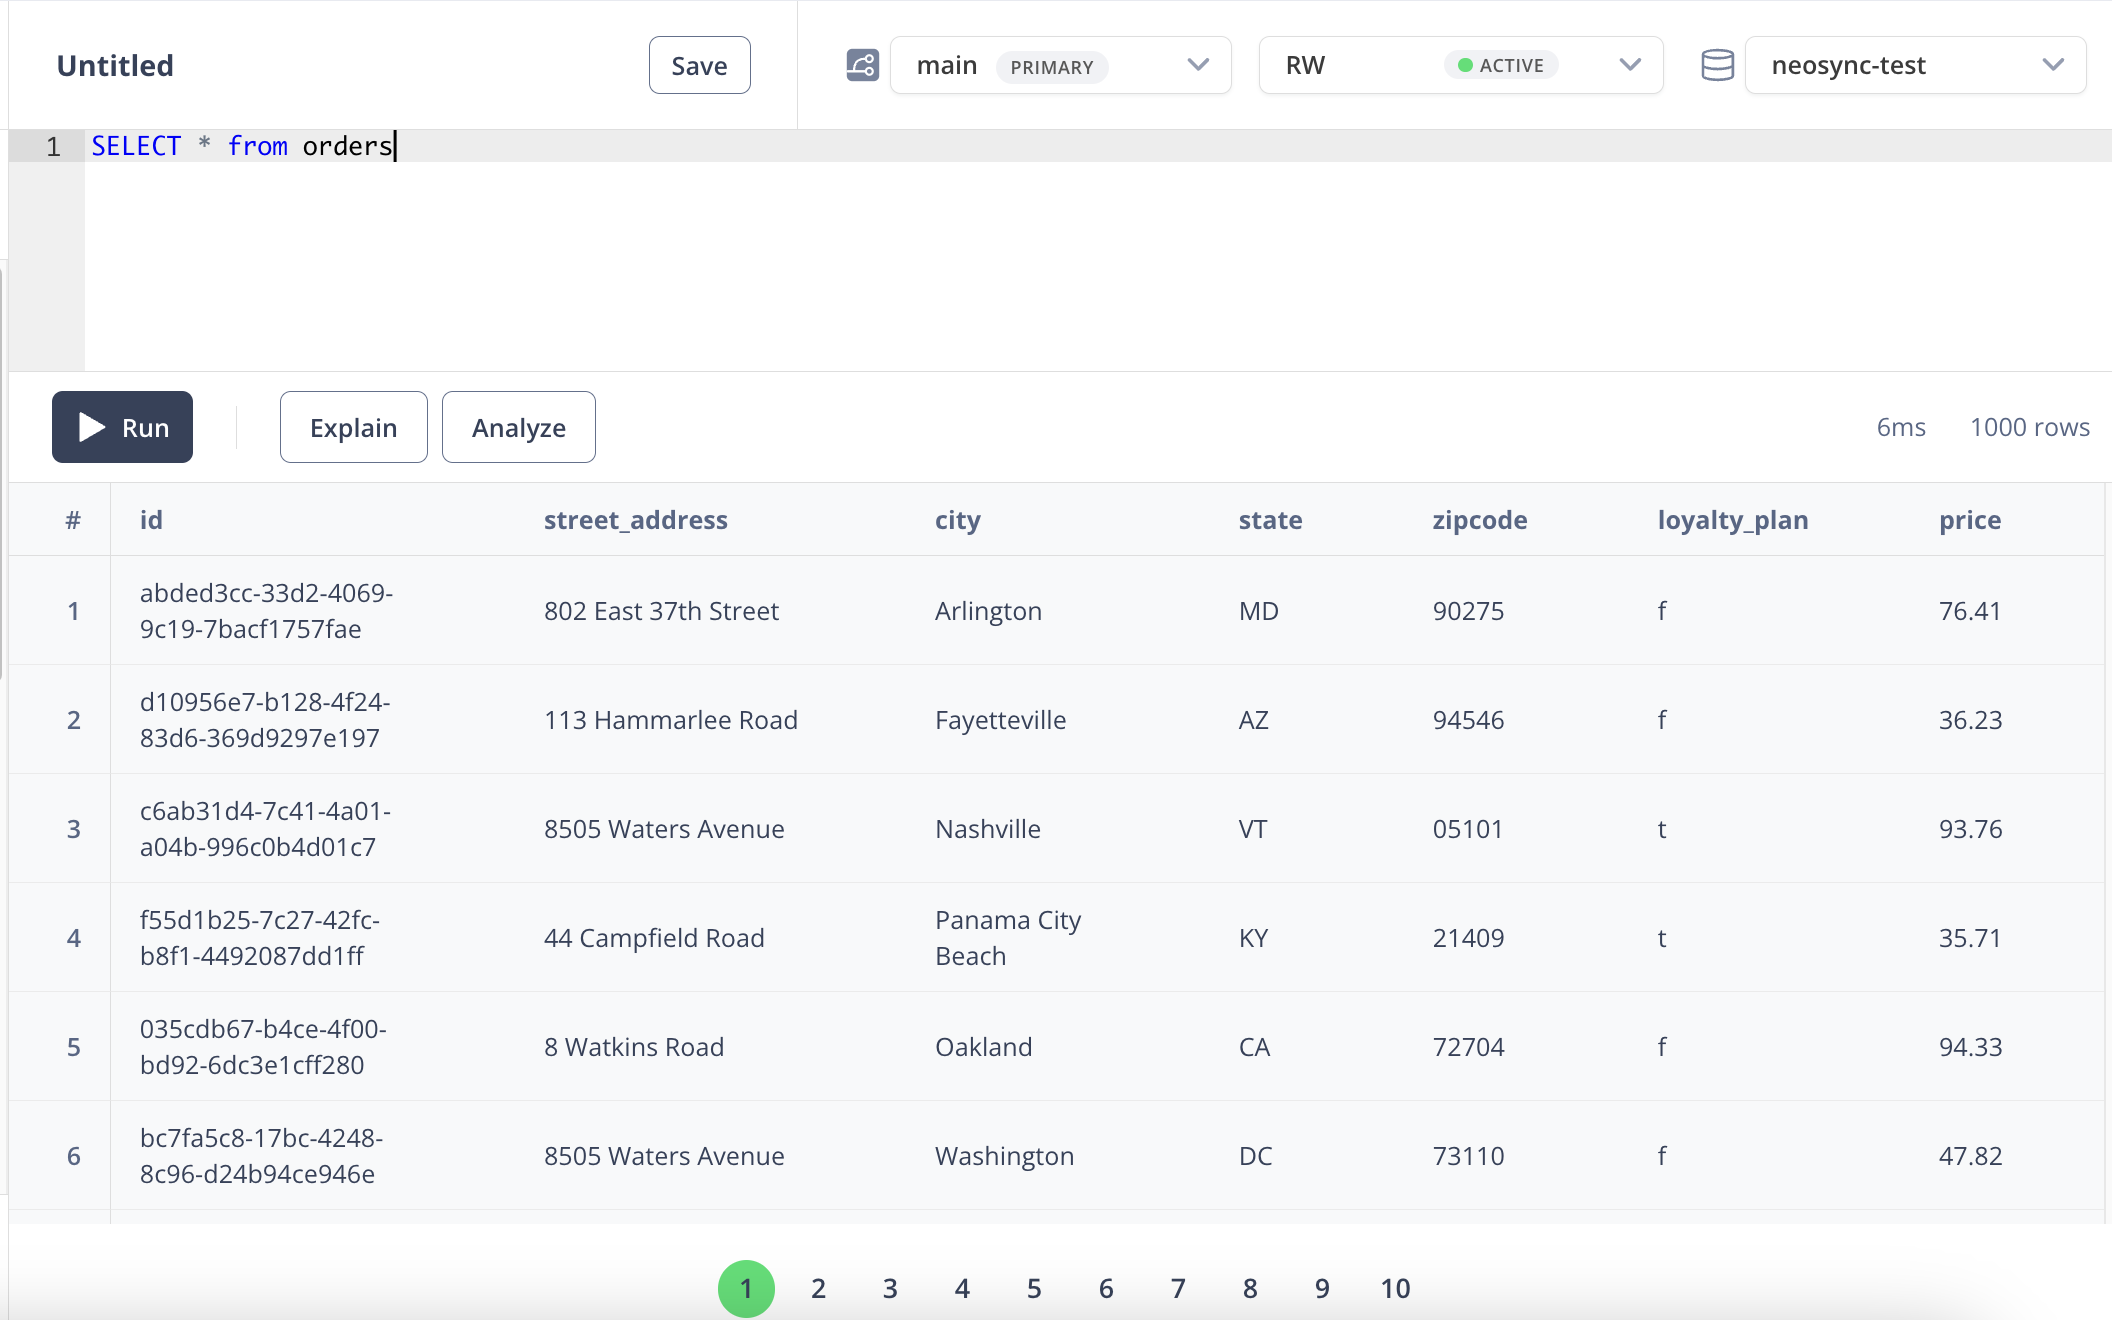 Untitled
Save
main PRIMARY
RW ACTIVE
neosync-test
1 SELECT * from orders
Run
Explain
Analyze
6ms
1000 rows
# id street_address city state zipcode loyalty_plan price
1 abded3cc-33d2-4069-
9c19-7bacf1757fae 802 East 37th Street Arlington MD 90275 f 76.41
2 d10956e7-b128-4f24-
83d6-369d9297e197 113 Hammarlee Road Fayetteville AZ 94546 f 36.23
3 c6ab31d4-7c41-4a01-
a04b-996c0b4d01c7 8505 Waters Avenue Nashville VT 05101 t 93.76
4 f55d1b25-7c27-42fc-
b8f1-4492087dd1ff 44 Campfield Road Panama City
Beach KY 21409 t 35.71
5 035cdb67-b4ce-4f00-
bd92-6dc3e1cff280 8 Watkins Road Oakland CA 72704 f 94.33
6 bc7fa5c8-17bc-4248-
8c96-d24b94ce946e 8505 Waters Avenue Washington DC 73110 f 47.82
1 2 3 4 5 6 7 8 9 10